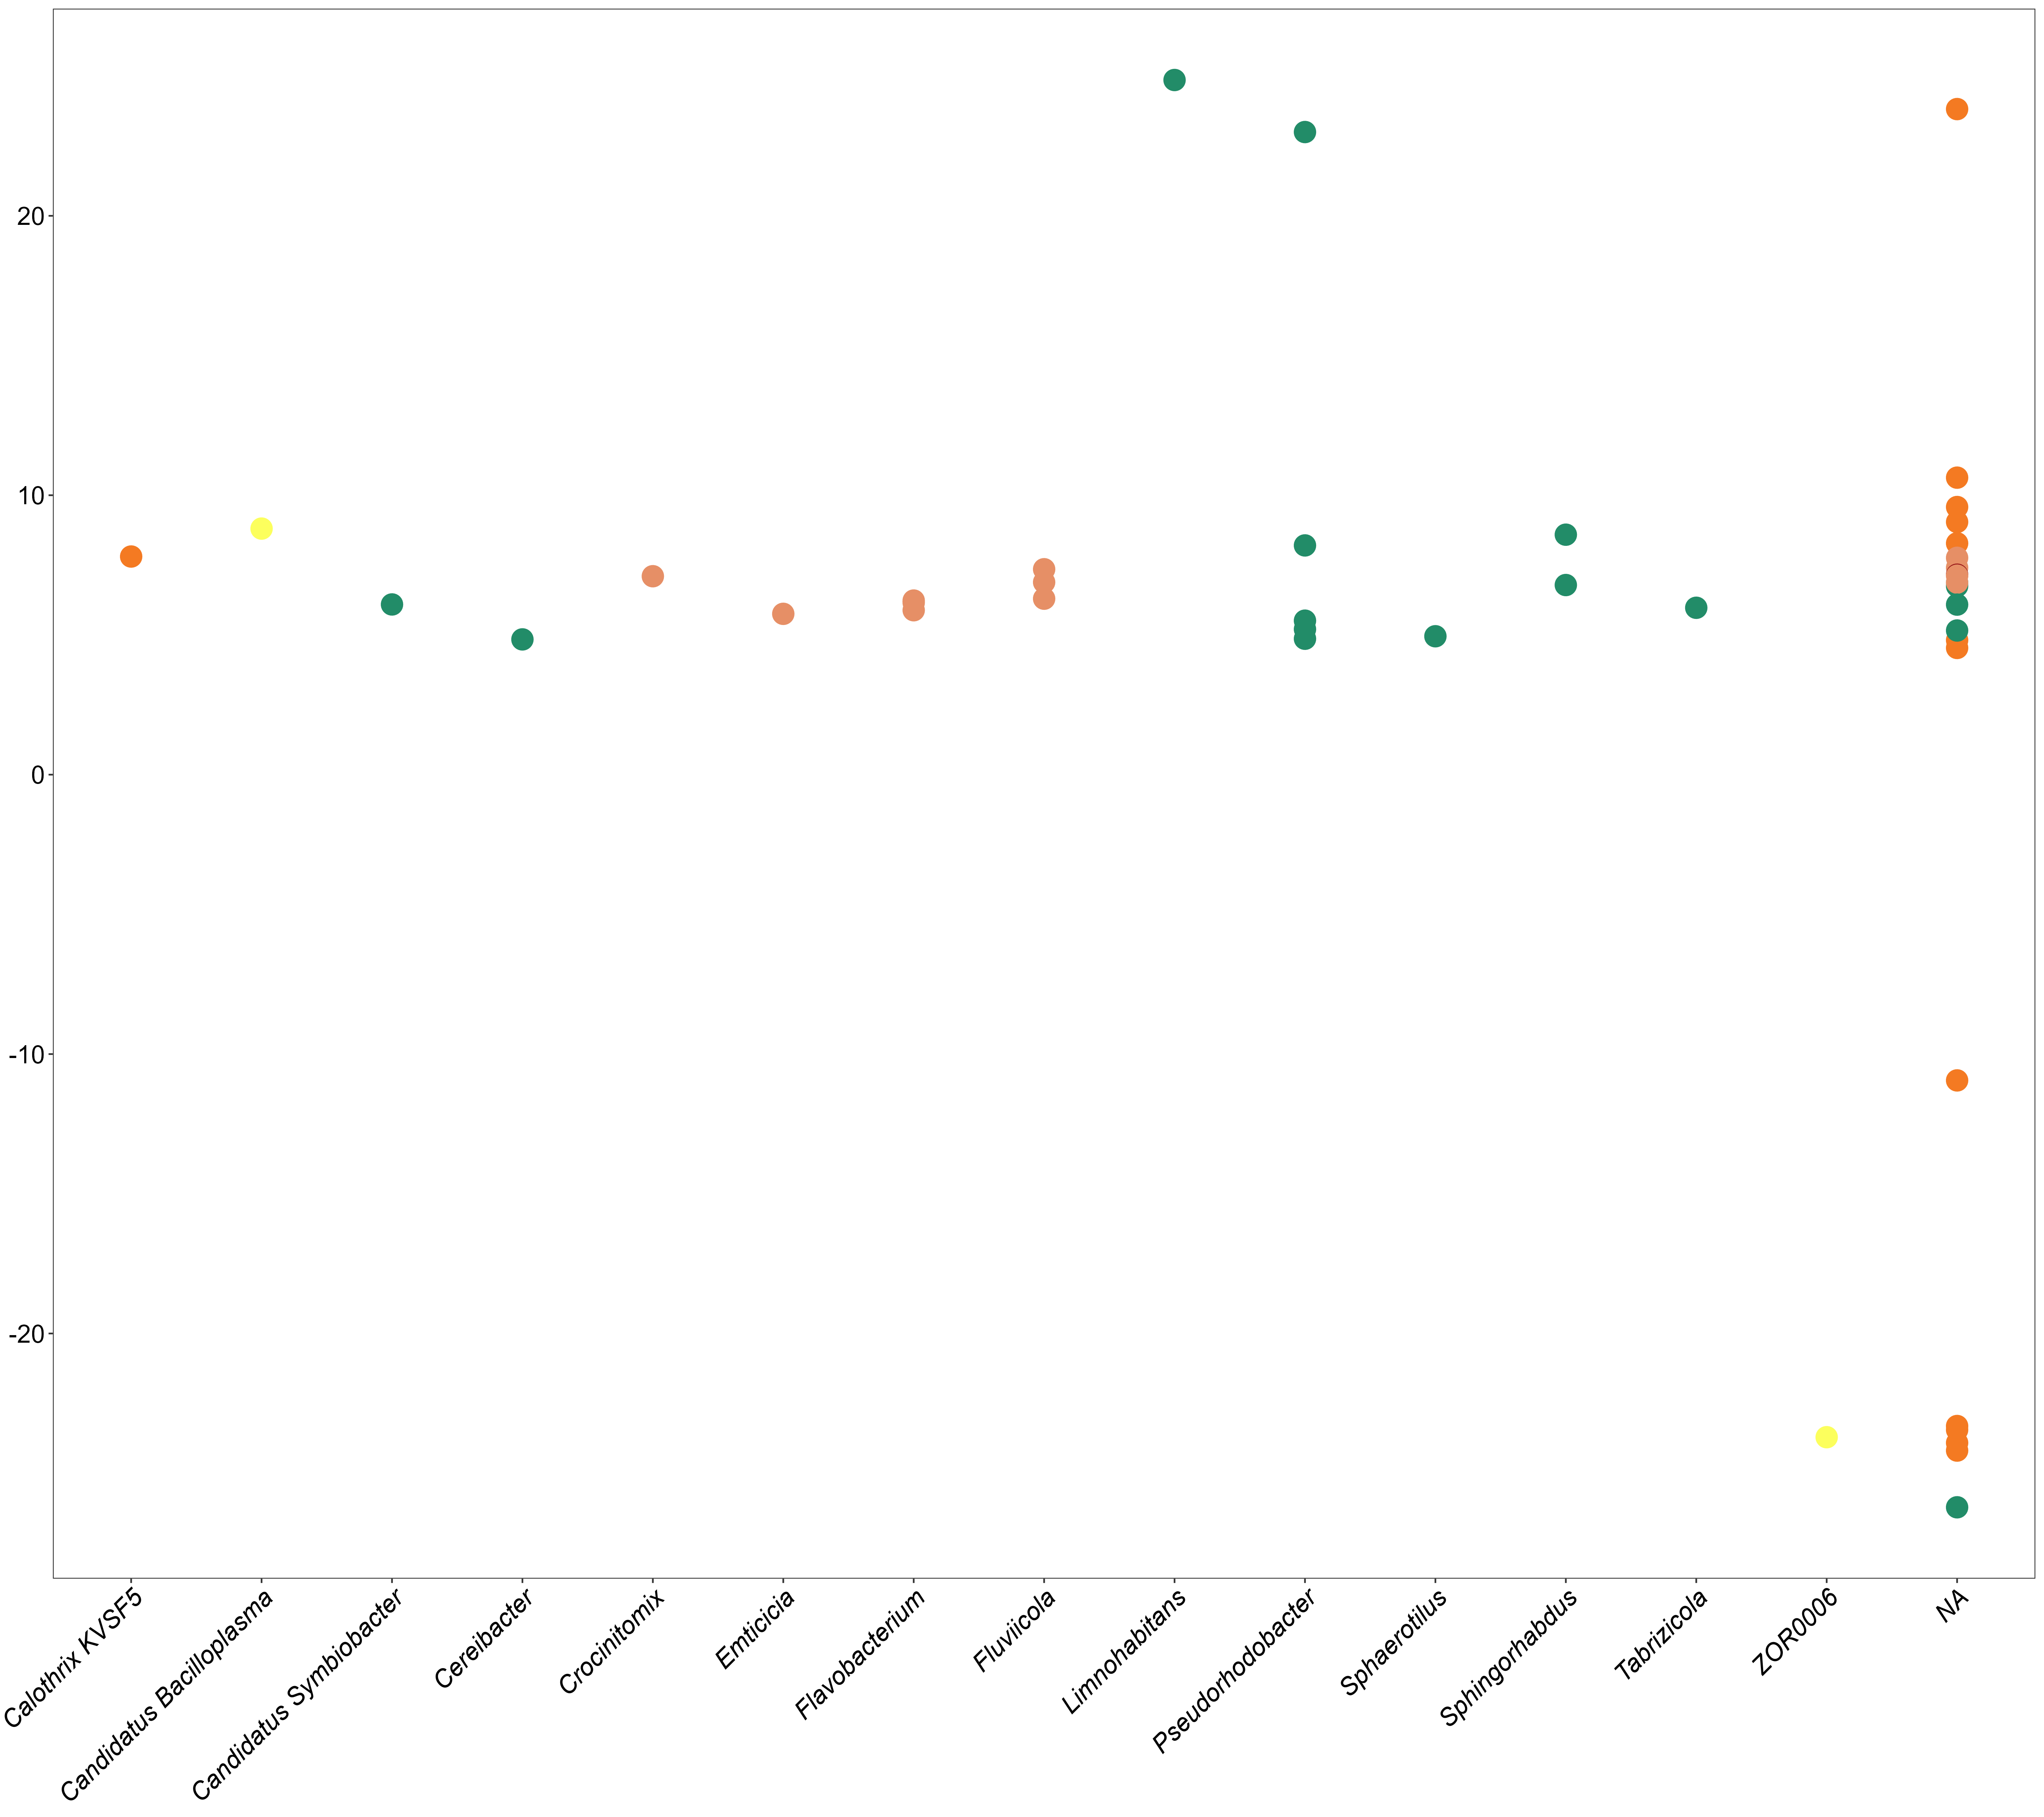 20
10
0
-10
-20
Calothrix KVSF5
Candidatus Bacilloplasma
Candidatus Symbiobacter
Cereibacter
Crocinitomix
Emticicia
Flavobacterium
Fluviicola
Limnohabitans
Pseudorhodobacter
Sphaerotilus
Sphingorhabdus
Tabrizicola
ZOR0006
NA